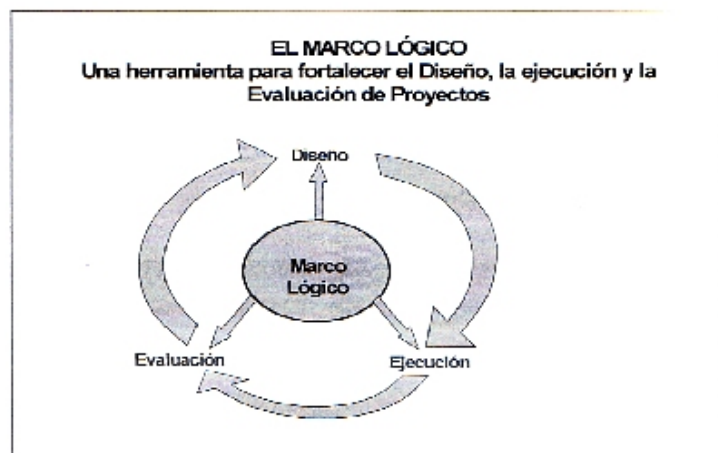 EL MARCO LÓGICO
Una herramienta para fortalecer el Diseño, la ejecución y la
Evaluación de Proyectos
Diseño
Marco
Lógico
Evaluación
Ejecución